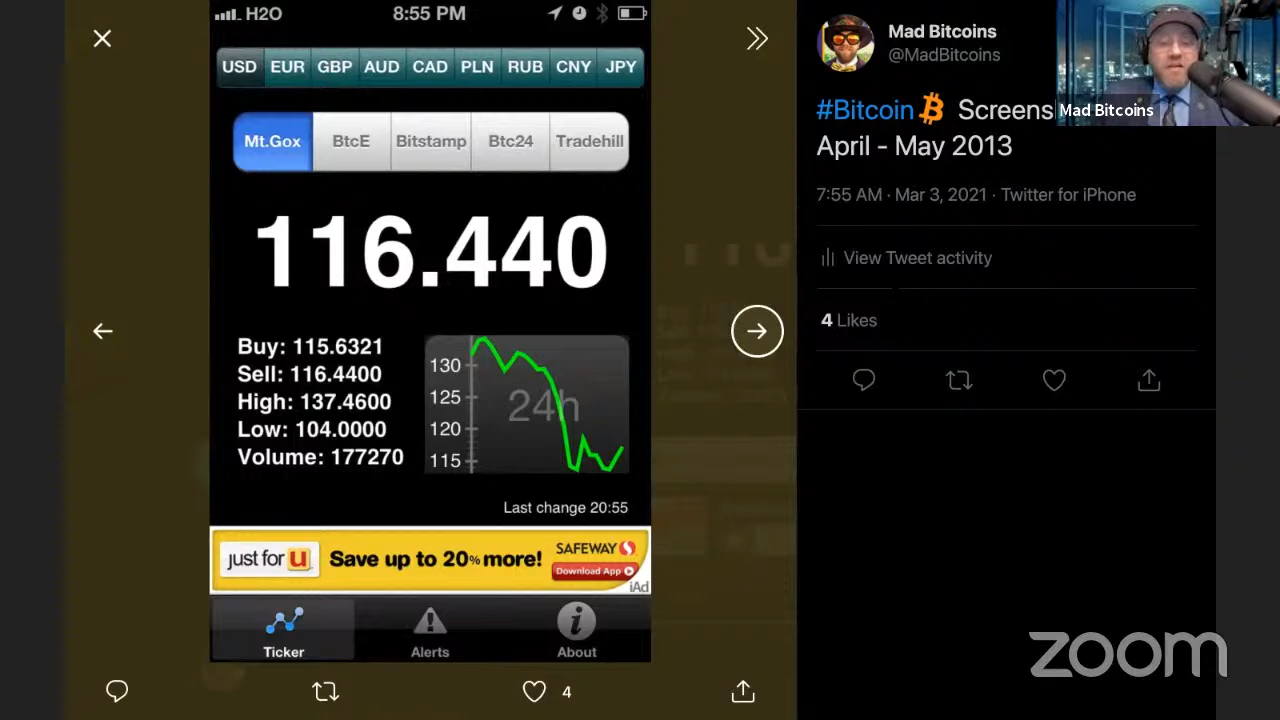 H2O 8:55 PM
USD EUR GBP AUD CAD PLN RUB CNY JPY
Mt.Gox BtcE Bitstamp Btc24 Tradehill
116.440
Buy: 115.6321
Sell: 116.4400
High: 137.4600
Low: 104.0000
Volume: 177270
130
125
120
115
24h
Last change 20:55
just for u Save up to 20% more! SAFEWAY
Download App
iAd
Ticker Alerts About
4
Mad Bitcoins
@MadBitcoins
#Bitcoin Screens
April - May 2013
7:55 AM · Mar 3, 2021 · Twitter for iPhone
View Tweet activity
4 Likes
Mad Bitcoins
zoom